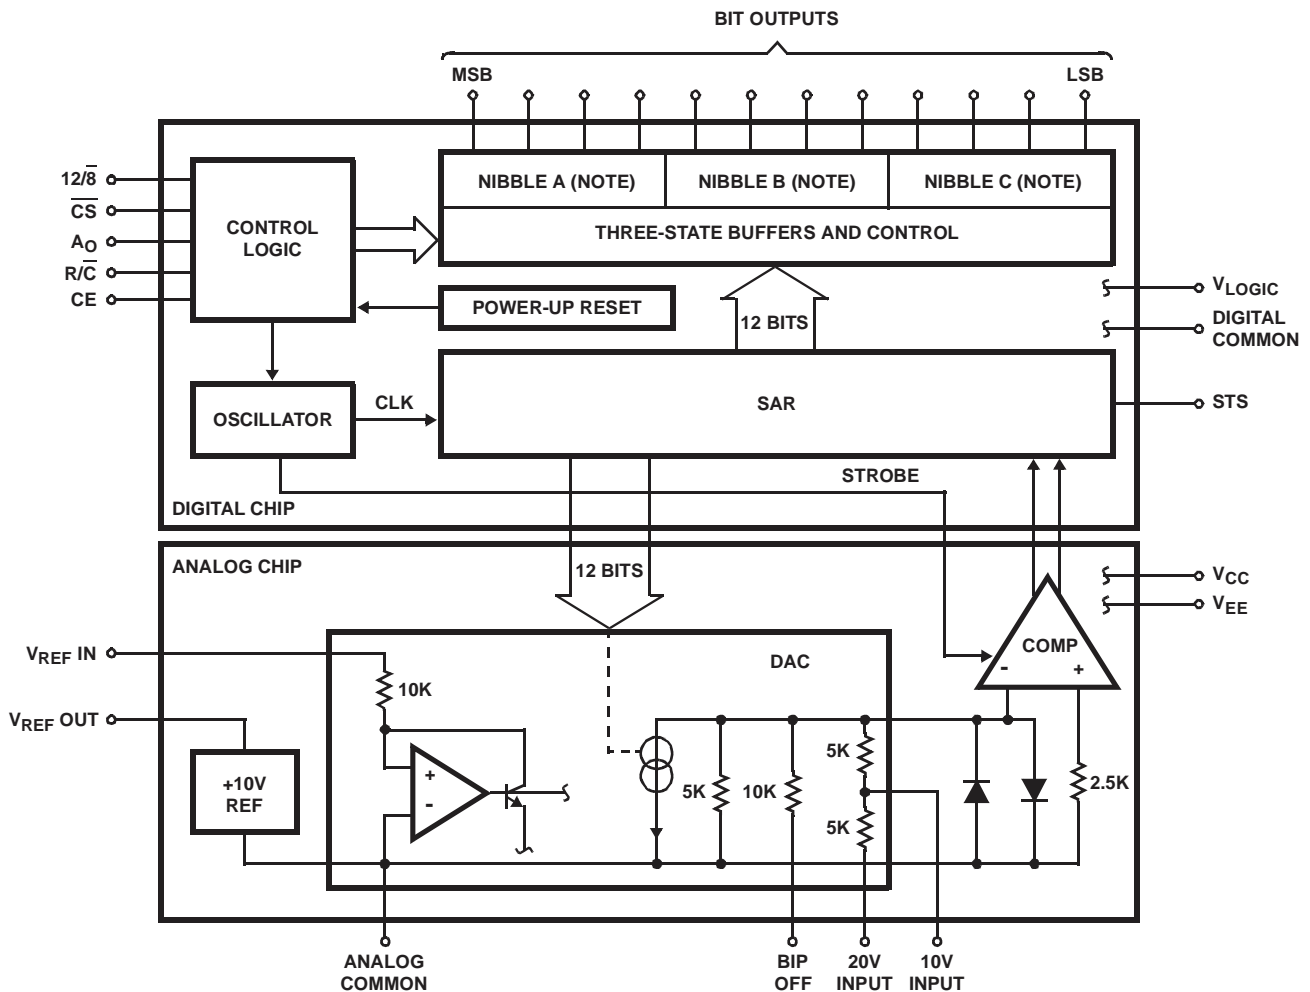 BIT OUTPUTS
MSB
LSB
12/8̅
C̅S̅
AO
R/C̅
CE
CONTROL
LOGIC
NIBBLE A (NOTE)
NIBBLE B (NOTE)
NIBBLE C (NOTE)
THREE-STATE BUFFERS AND CONTROL
POWER-UP RESET
12 BITS
VLOGIC
DIGITAL
COMMON
OSCILLATOR
CLK
SAR
STS
STROBE
DIGITAL CHIP
ANALOG CHIP
12 BITS
VCC
VEE
COMP
-
+
VREF IN
DAC
10K
VREF OUT
+10V
REF
+
-
5K
10K
5K
5K
2.5K
ANALOG
COMMON
BIP
OFF
20V
INPUT
10V
INPUT